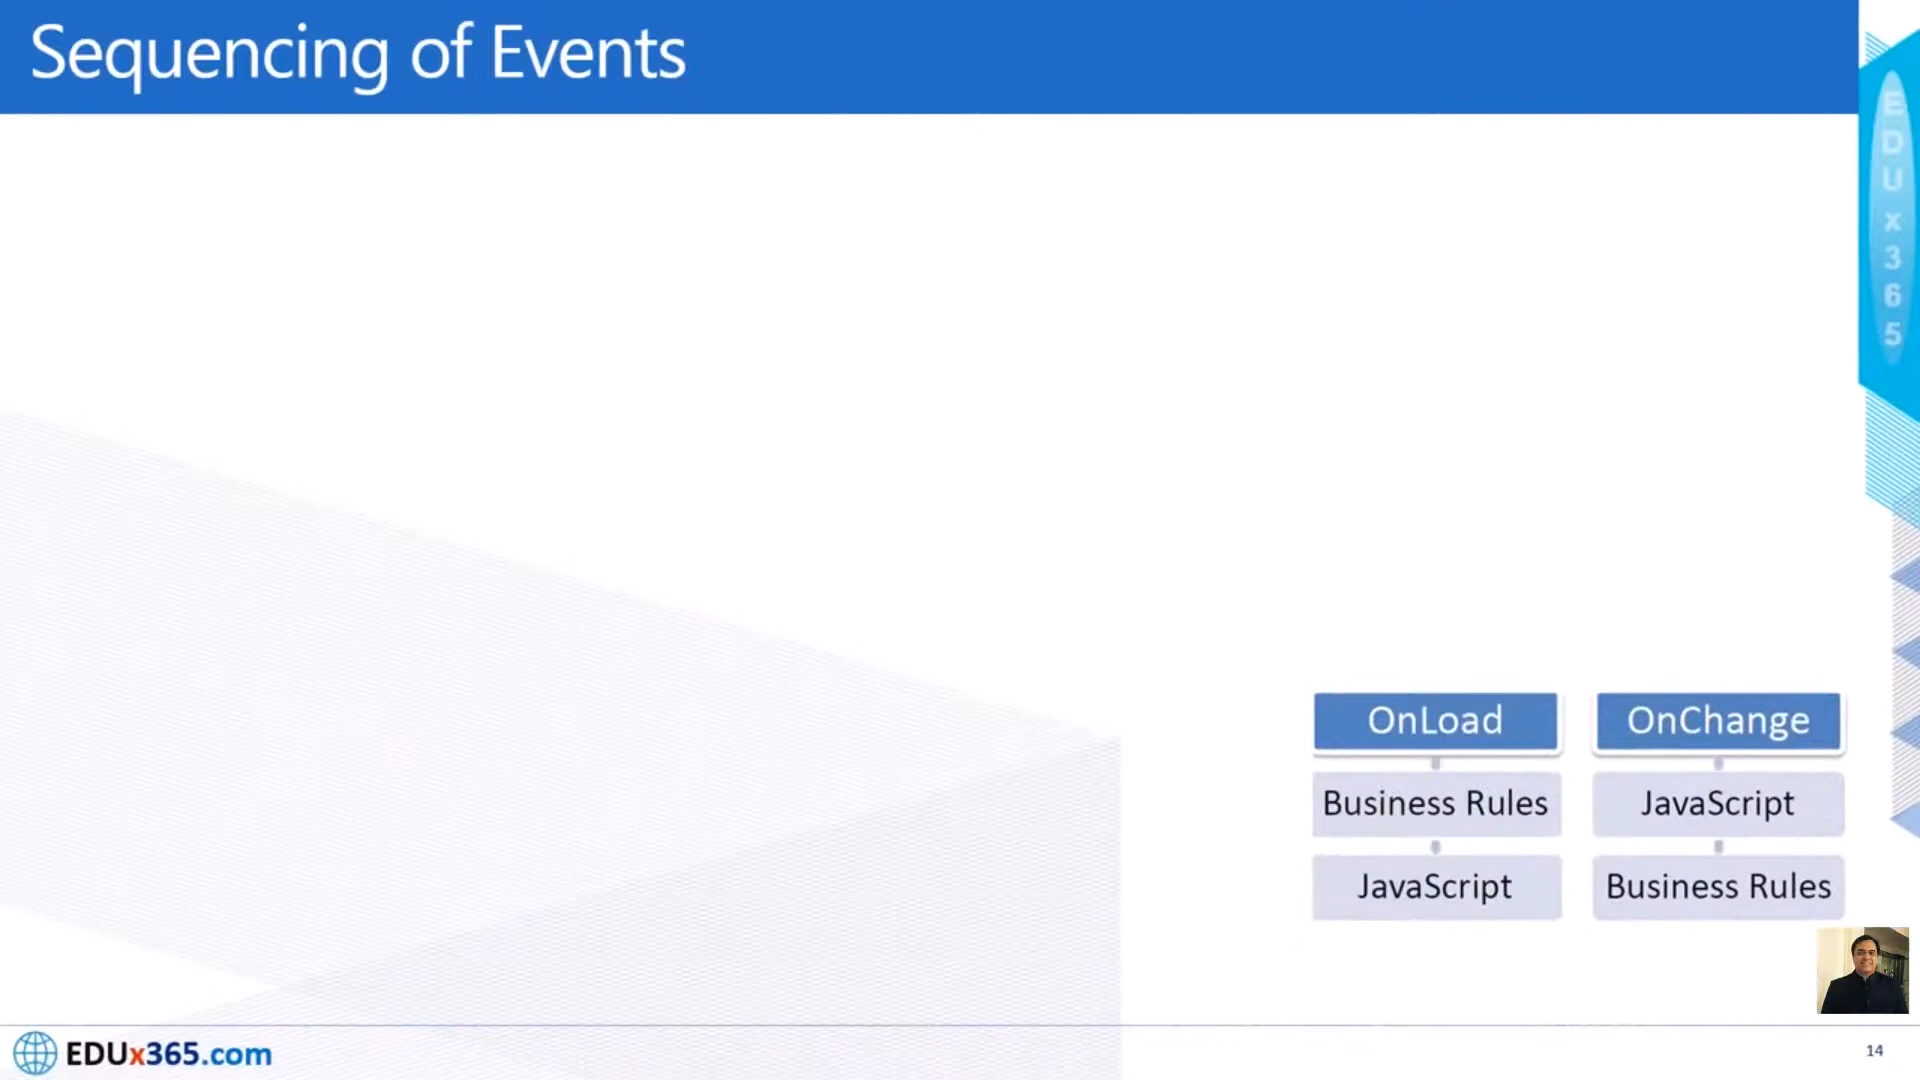 Sequencing of Events
EDUx365
OnLoad
Business Rules
JavaScript
OnChange
JavaScript
Business Rules
EDUx365.com
14